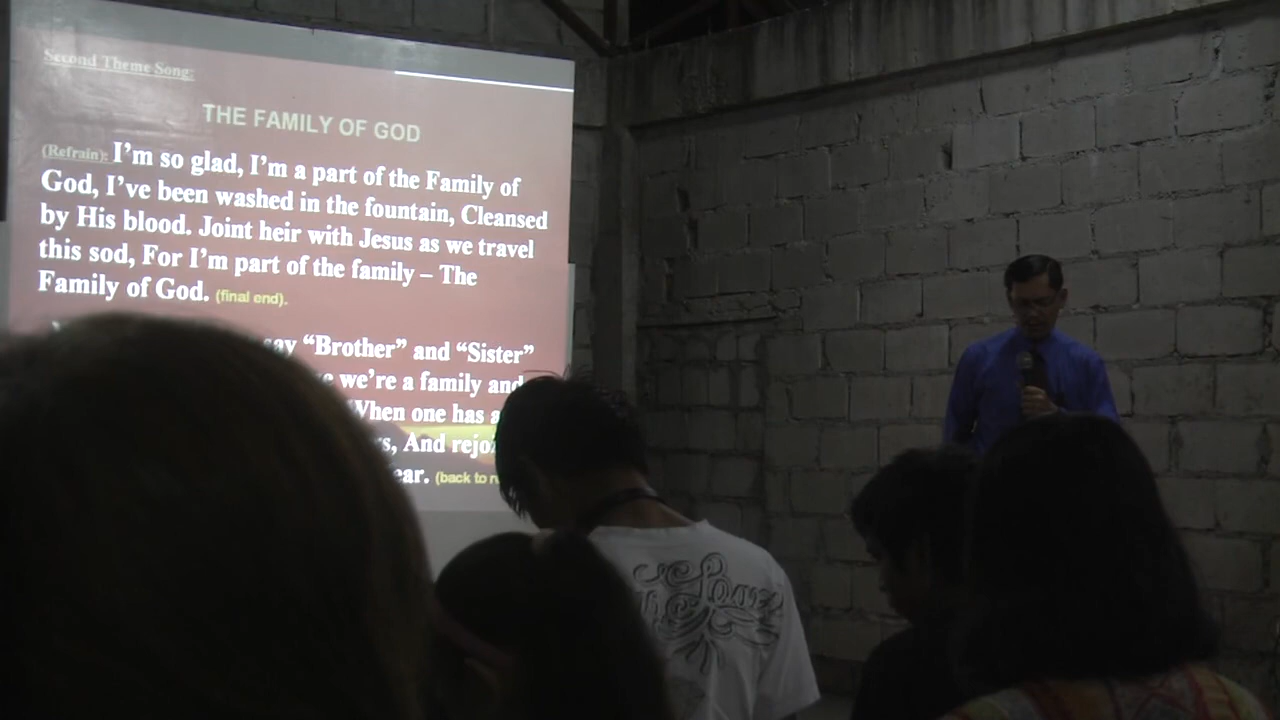 Second Theme Song:
THE FAMILY OF GOD
(Refrain): I'm so glad, I'm a part of the Family of
God, I've been washed in the fountain, Cleansed
by His blood. Joint heir with Jesus as we travel
this sod, For I'm part of the family – The
Family of God. (final end).
say “Brother” and “Sister”
we're a family and
When one has a
And rejo
(back to r